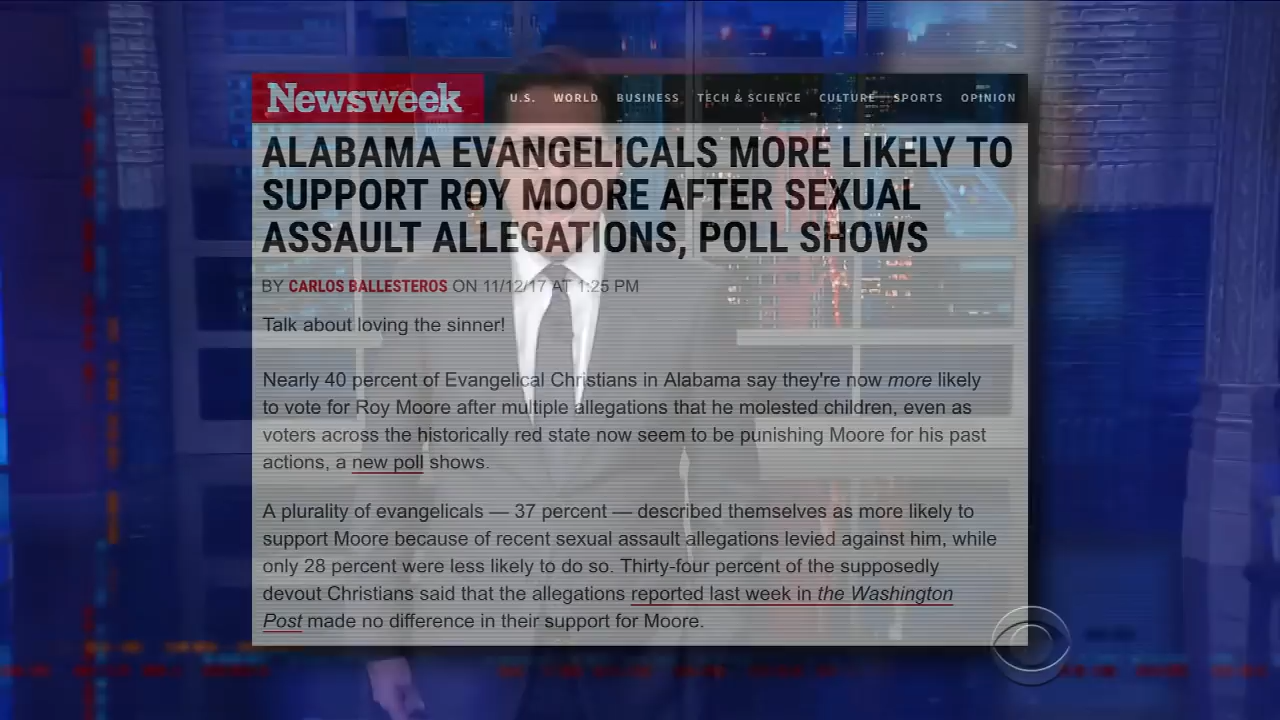 Newsweek
U.S. WORLD BUSINESS TECH & SCIENCE CULTURE SPORTS OPINION
ALABAMA EVANGELICALS MORE LIKELY TO
SUPPORT ROY MOORE AFTER SEXUAL
ASSAULT ALLEGATIONS, POLL SHOWS
BY CARLOS BALLESTEROS ON 11/12/17 AT 1:25 PM
Talk about loving the sinner!
Nearly 40 percent of Evangelical Christians in Alabama say they're now more likely
to vote for Roy Moore after multiple allegations that he molested children, even as
voters across the historically red state now seem to be punishing Moore for his past
actions, a new poll shows.
A plurality of evangelicals — 37 percent — described themselves as more likely to
support Moore because of recent sexual assault allegations levied against him, while
only 28 percent were less likely to do so. Thirty-four percent of the supposedly
devout Christians said that the allegations reported last week in the Washington
Post made no difference in their support for Moore.